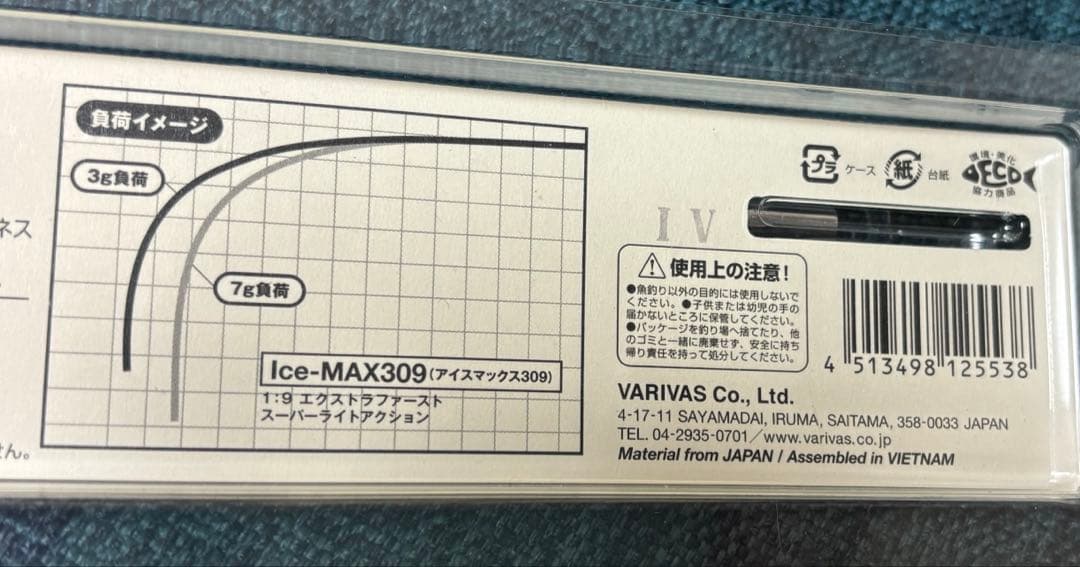 負荷イメージ
3g負荷
7g負荷
Ice-MAX309(アイスマックス309)
1:9 エクストラファースト
スーパーライトアクション
ネス
せん。
プラ
ケース
紙
台紙
環境・美化
ECO
協力商品
I V
使用上の注意!
●魚釣り以外の目的には使用しないで
ください。●子供または幼児の手の
届かないところに保管してください。
●パッケージを釣り場へ捨てたり、他
のゴミと一緒に廃棄せず、安全に持ち
帰り責任を持って処分してください。
4 513498 125538
VARIVAS Co., Ltd.
4-17-11 SAYAMADAI, IRUMA, SAITAMA, 358-0033 JAPAN
TEL. 04-2935-0701/www.varivas.co.jp
Material from JAPAN / Assembled in VIETNAM